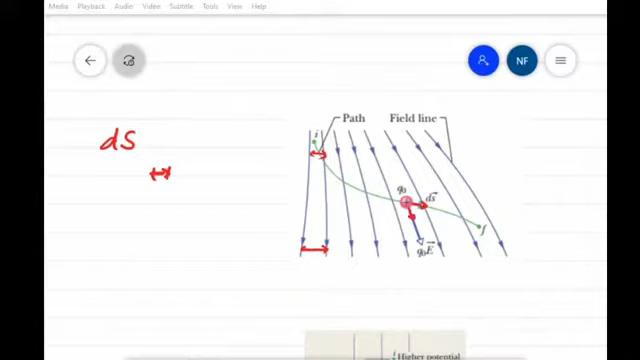 Media Playback Audio Video Subtitle Tools View Help
NF
dS
Path Field line
i
q₀
ds⃗
f
q₀E⃗
i Higher potential